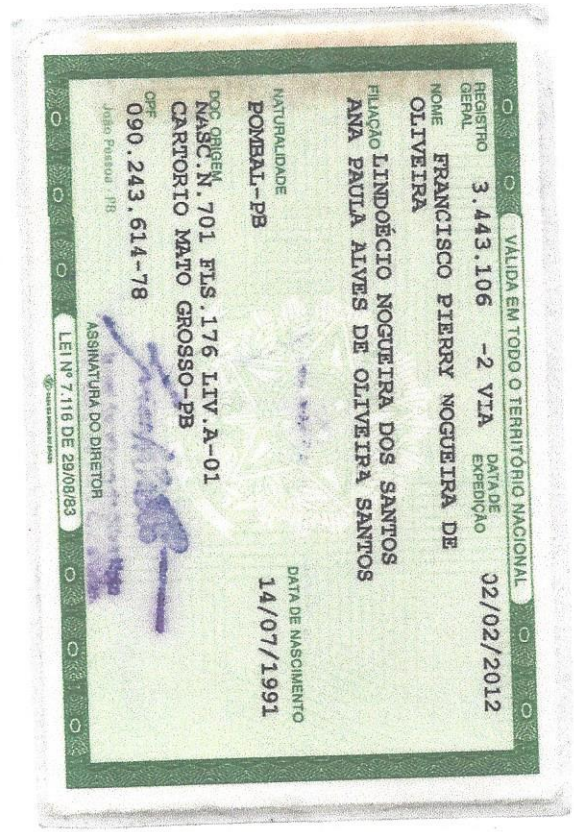 VÁLIDA EM TODO O TERRITÓRIO NACIONAL
REGISTRO GERAL 3.443.106 -2 VIA DATA DE EXPEDIÇÃO 02/02/2012
NOME FRANCISCO PIERRY NOGUEIRA DE
OLIVEIRA
FILIAÇÃO LINDOÉCIO NOGUEIRA DOS SANTOS
ANA PAULA ALVES DE OLIVEIRA SANTOS
NATURALIDADE DATA DE NASCIMENTO
POMBAL-PB 14/07/1991
DOC ORIGEM
NASC.N.701 FLS.176 LIV.A-01
CARTORIO MATO GROSSO-PB
CPF
090.243.614-78
João Pessoa - PB
ASSINATURA DO DIRETOR
LEI Nº 7.116 DE 29/08/83